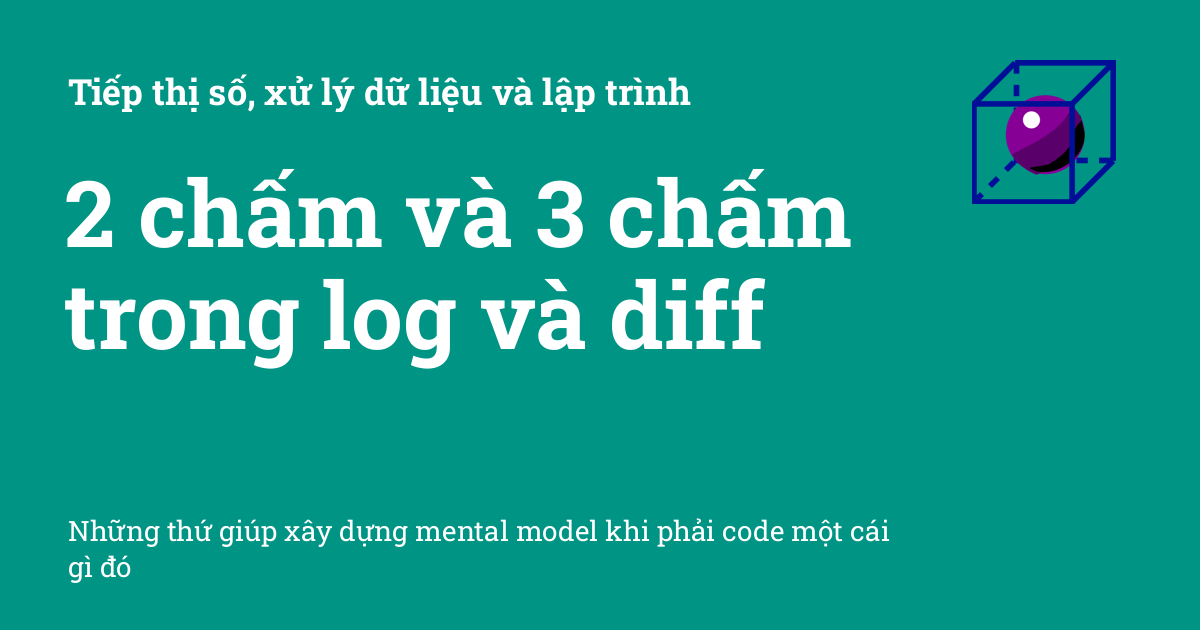 Tiếp thị số, xử lý dữ liệu và lập trình
2 chấm và 3 chấm
trong log và diff
Những thứ giúp xây dựng mental model khi phải code một cái
gì đó